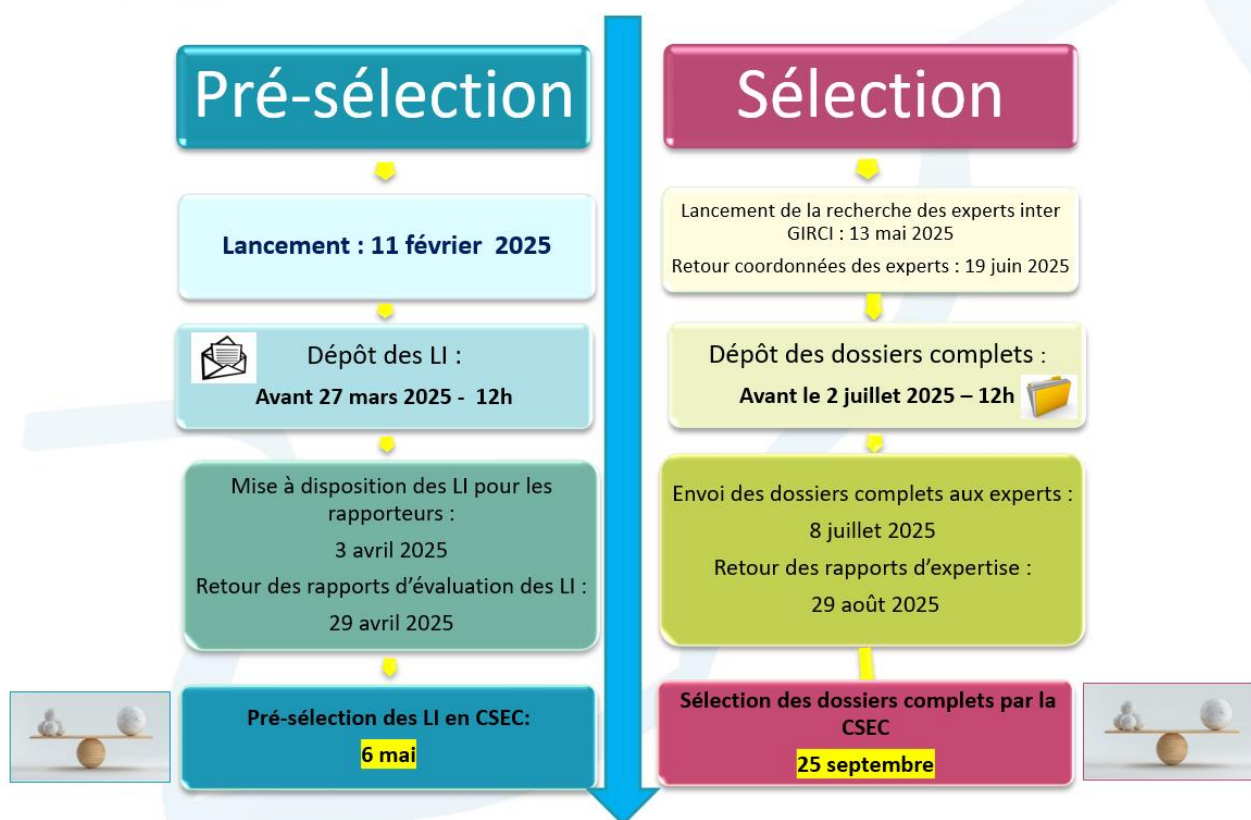 Pré-sélection
Lancement : 11 février 2025
Dépôt des LI :
Avant 27 mars 2025 - 12h
Mise à disposition des LI pour les
rapporteurs :
3 avril 2025
Retour des rapports d'évaluation des LI :
29 avril 2025
Pré-sélection des LI en CSEC:
6 mai
Sélection
Lancement de la recherche des experts inter
GIRCI : 13 mai 2025
Retour coordonnées des experts : 19 juin 2025
Dépôt des dossiers complets :
Avant le 2 juillet 2025 – 12h
Envoi des dossiers complets aux experts :
8 juillet 2025
Retour des rapports d'expertise :
29 août 2025
Sélection des dossiers complets par la
CSEC
25 septembre